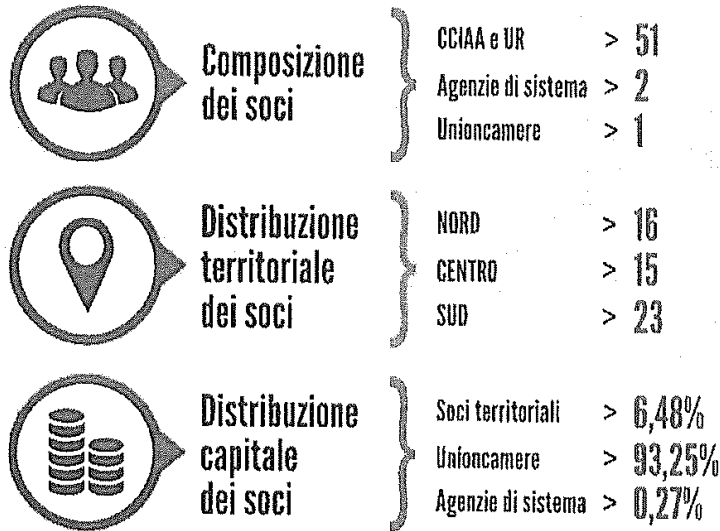 Composizione
dei soci
CCIAA e UR > 51
Agenzie di sistema > 2
Unioncamere > 1
Distribuzione
territoriale
dei soci
NORD > 16
CENTRO > 15
SUD > 23
Distribuzione
capitale
dei soci
Soci territoriali > 6,48%
Unioncamere > 93,25%
Agenzie di sistema > 0,27%